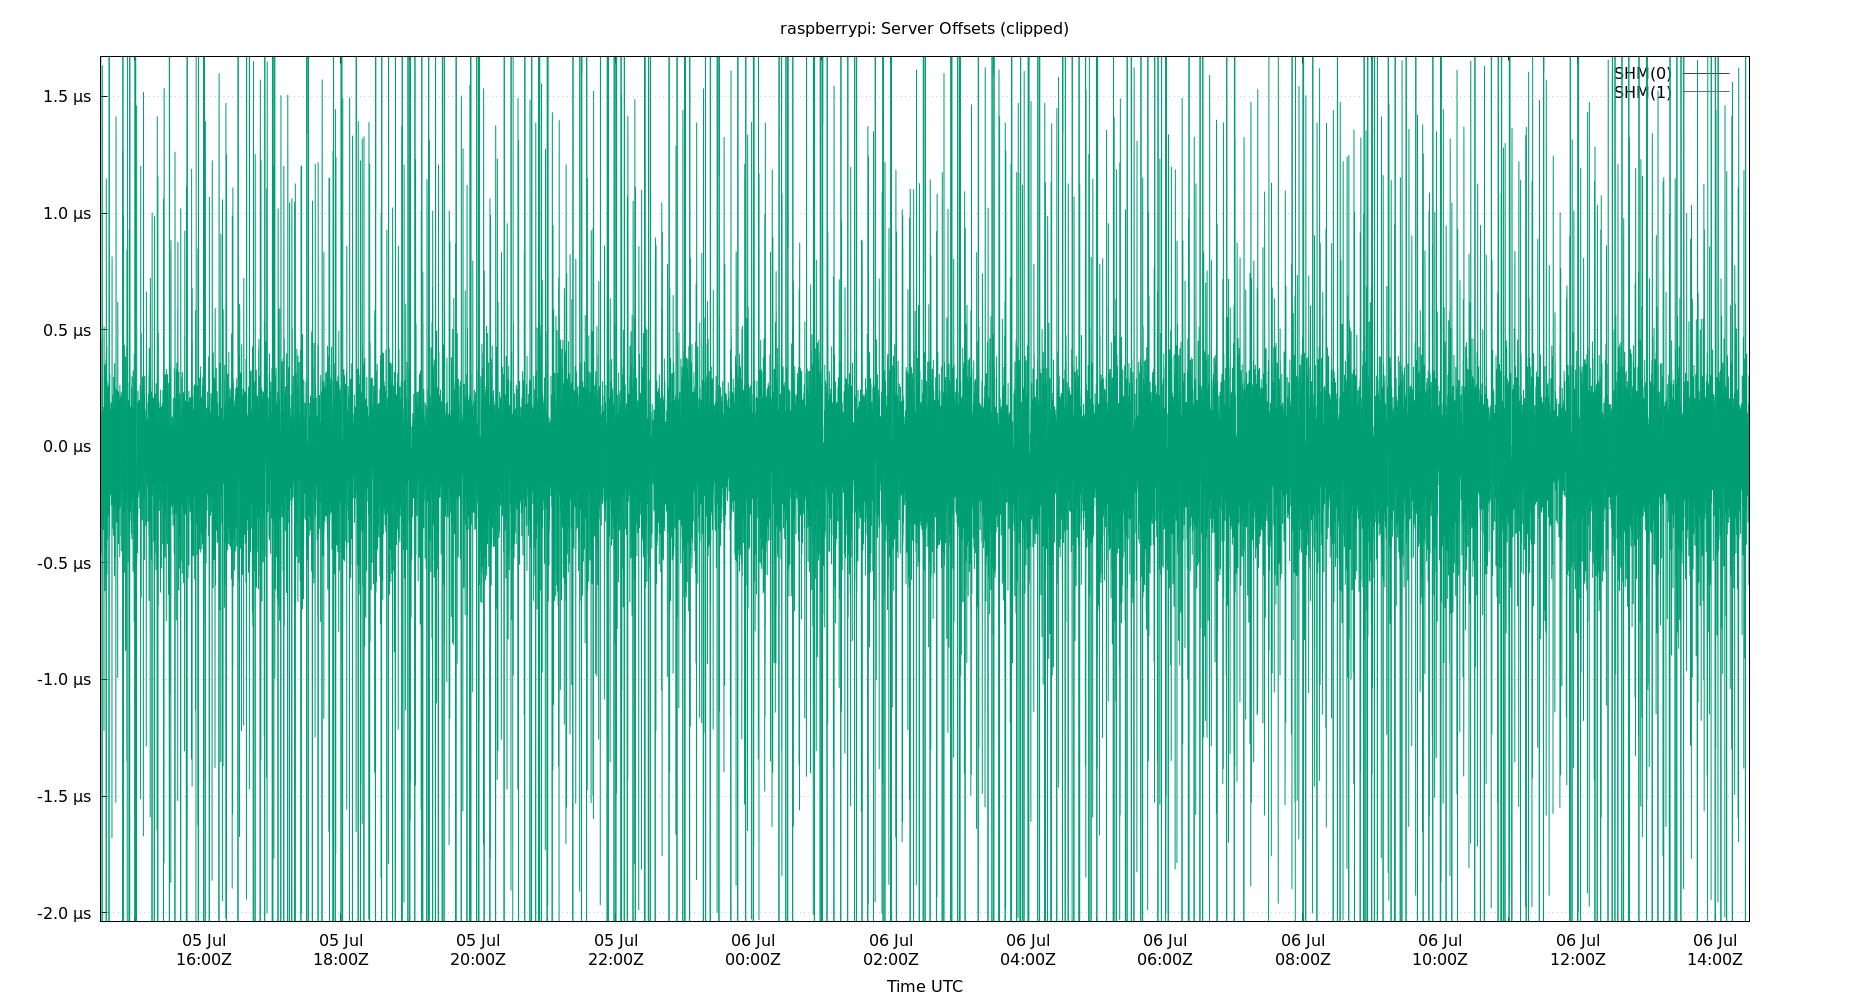 raspberrypi: Server Offsets (clipped)
SHM(0)
SHM(1)
1.5 µs
1.0 µs
0.5 µs
0.0 µs
-0.5 µs
-1.0 µs
-1.5 µs
-2.0 µs
05 Jul 05 Jul 05 Jul 05 Jul 06 Jul 06 Jul 06 Jul 06 Jul 06 Jul 06 Jul 06 Jul 06 Jul
16:00Z 18:00Z 20:00Z 22:00Z 00:00Z 02:00Z 04:00Z 06:00Z 08:00Z 10:00Z 12:00Z 14:00Z
Time UTC